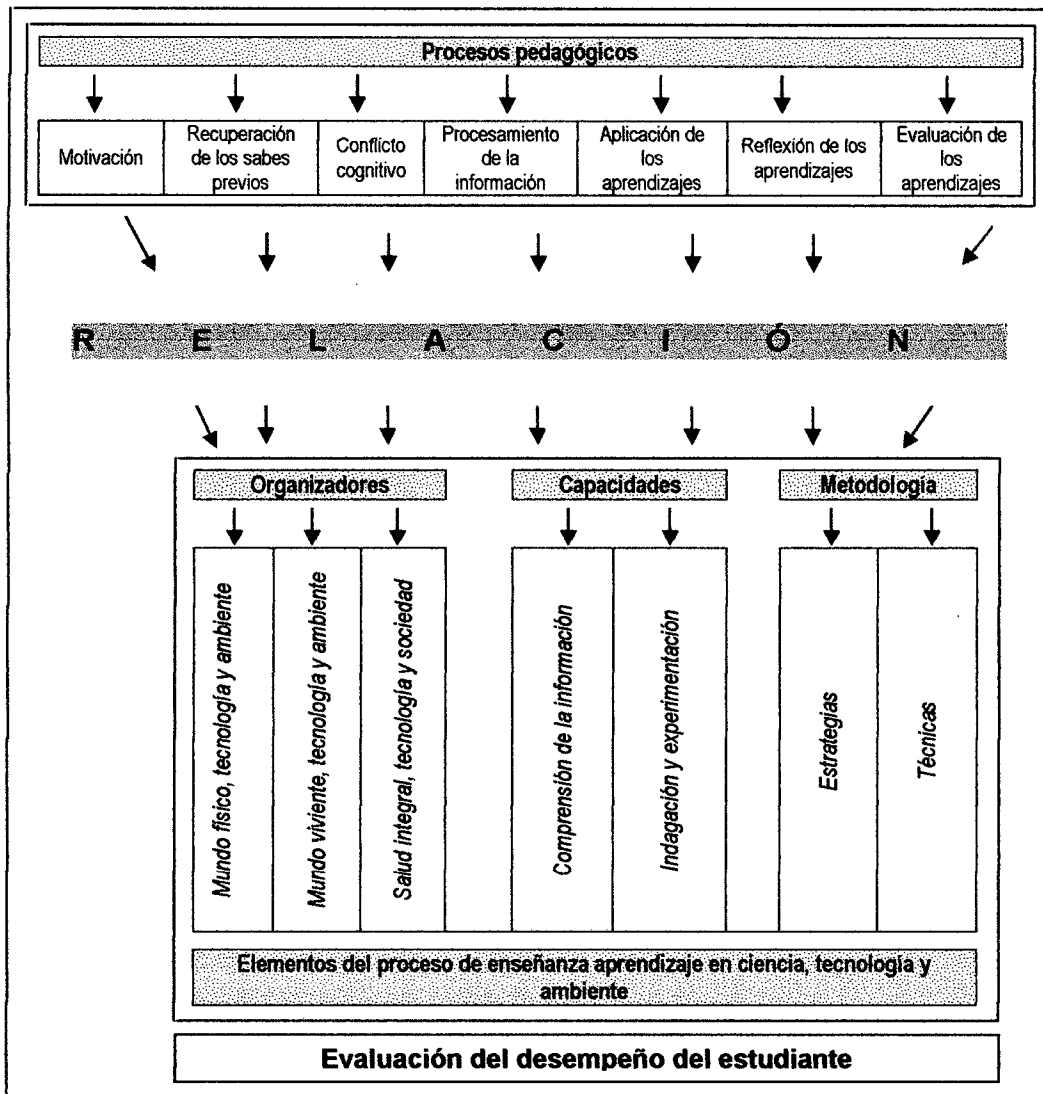 Procesos pedagógicos
Motivación
Recuperación
de los sabes
previos
Conflicto
cognitivo
Procesamiento
de la
información
Aplicación de
los
aprendizajes
Reflexión de los
aprendizajes
Evaluación de
los
aprendizajes
R E L A C I Ó N
Organizadores
Capacidades
Metodología
Mundo físico, tecnología y ambiente
Mundo viviente, tecnología y ambiente
Salud integral, tecnología y sociedad
Comprensión de la información
Indagación y experimentación
Estrategias
Técnicas
Elementos del proceso de enseñanza aprendizaje en ciencia, tecnología y
ambiente
Evaluación del desempeño del estudiante